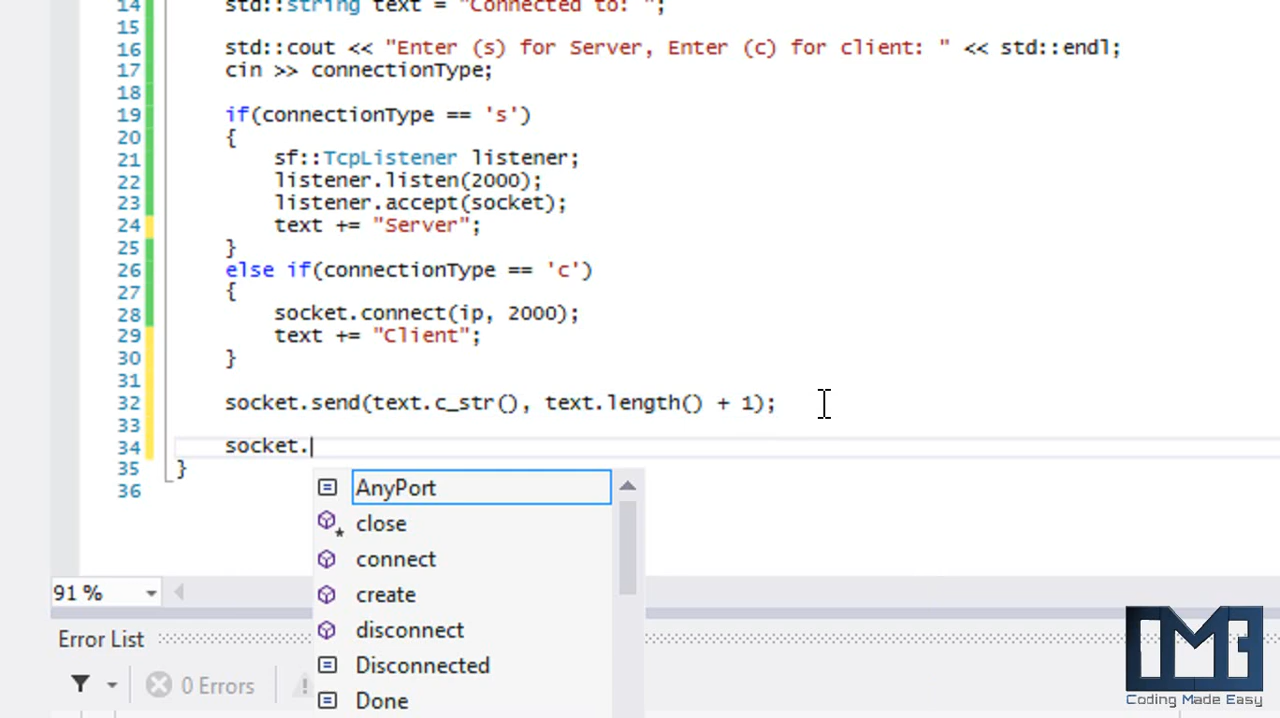 14 std::string text = "Connected to: ";
15
16 std::cout << "Enter (s) for Server, Enter (c) for client: " << std::endl;
17 cin >> connectionType;
18
19 if(connectionType == 's')
20 {
21 sf::TcpListener listener;
22 listener.listen(2000);
23 listener.accept(socket);
24 text += "Server";
25 }
26 else if(connectionType == 'c')
27 {
28 socket.connect(ip, 2000);
29 text += "Client";
30 }
31
32 socket.send(text.c_str(), text.length() + 1);
33
34 socket.
35 }
36
AnyPort
close
connect
create
disconnect
Disconnected
Done
91 %
Error List
0 Errors
CME
Coding Made Easy